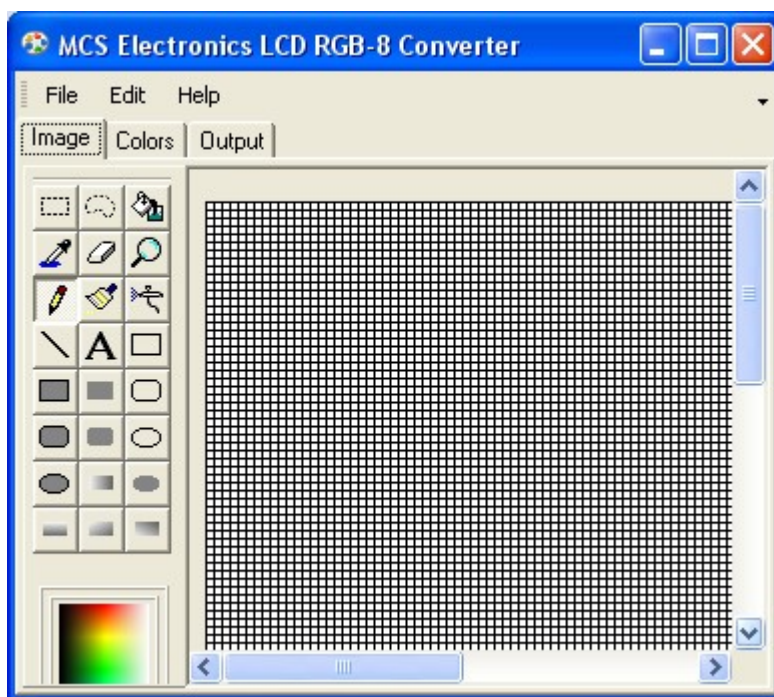 MCS Electronics LCD RGB-8 Converter
File Edit Help
Image Colors Output
A